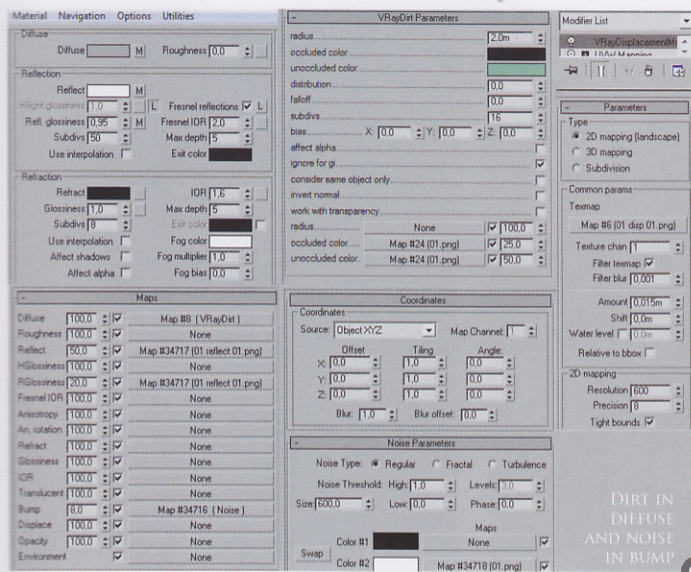 Material Navigation Options Utilities
Diffuse
Diffuse M Roughness 0,0
Reflection
Reflect M
Hilight glossiness 1,0 L Fresnel reflections L
Refl. glossiness 0,95 M Fresnel IOR 2,0
Subdivs 50 Max depth 5
Use interpolation Exit color
Refraction
Refract IOR 1,6
Glossiness 1,0 Max depth 5
Subdivs 8 Exit color
Use interpolation Fog color
Affect shadows Fog multiplier 1,0
Affect alpha Fog bias 0,0
- Maps
Diffuse 100,0 Map #8 (VRayDirt)
Roughness 100,0 None
Reflect 50,0 Map #34717 (01 reflect 01.png)
HGlossiness 100,0 None
RGlossiness 20,0 Map #34717 (01 reflect 01.png)
Fresnel IOR 100,0 None
Anisotropy 100,0 None
An. rotation 100,0 None
Refract 100,0 None
Glossiness 100,0 None
IOR 100,0 None
Translucent 100,0 None
Bump 8,0 Map #34716 (Noise)
Displace 100,0 None
Opacity 100,0 None
Environment None
- VRayDirt Parameters
radius 2,0m
occluded color
unoccluded color
distribution 0,0
falloff 0,0
subdivs 16
bias X: 0,0 Y: 0,0 Z: 0,0
affect alpha
ignore for gi
consider same object only
invert normal
work with transparency
radius None 100,0
occluded color Map #24 (01.png) 25,0
unoccluded color Map #24 (01.png) 50,0
- Coordinates
Coordinates
Source: Object XYZ Map Channel: 1
Offset Tiling Angle:
X: 0,0 1,0 0,0
Y: 0,0 1,0 0,0
Z: 0,0 1,0 0,0
Blur: 1,0 Blur offset: 0,0
- Noise Parameters
Noise Type: Regular Fractal Turbulence
Noise Threshold: High: 1,0 Levels: 3,0
Size: 600,0 Low: 0,0 Phase: 0,0
Maps
Color #1 None
Swap
Color #2 Map #34718 (01.png)
Modifier List
VRayDisplacementM
UVW Mapping
- Parameters
Type
2D mapping (landscape)
3D mapping
Subdivision
Common params
Texmap
Map #6 (01 disp 01.png)
Texture chan 1
Filter texmap
Filter blur 0,001
Amount 0,015m
Shift 0,0m
Water level 0,0m
Relative to bbox
2D mapping
Resolution 600
Precision 8
Tight bounds
DIRT IN
DIFFUSE
AND NOISE
IN BUMP